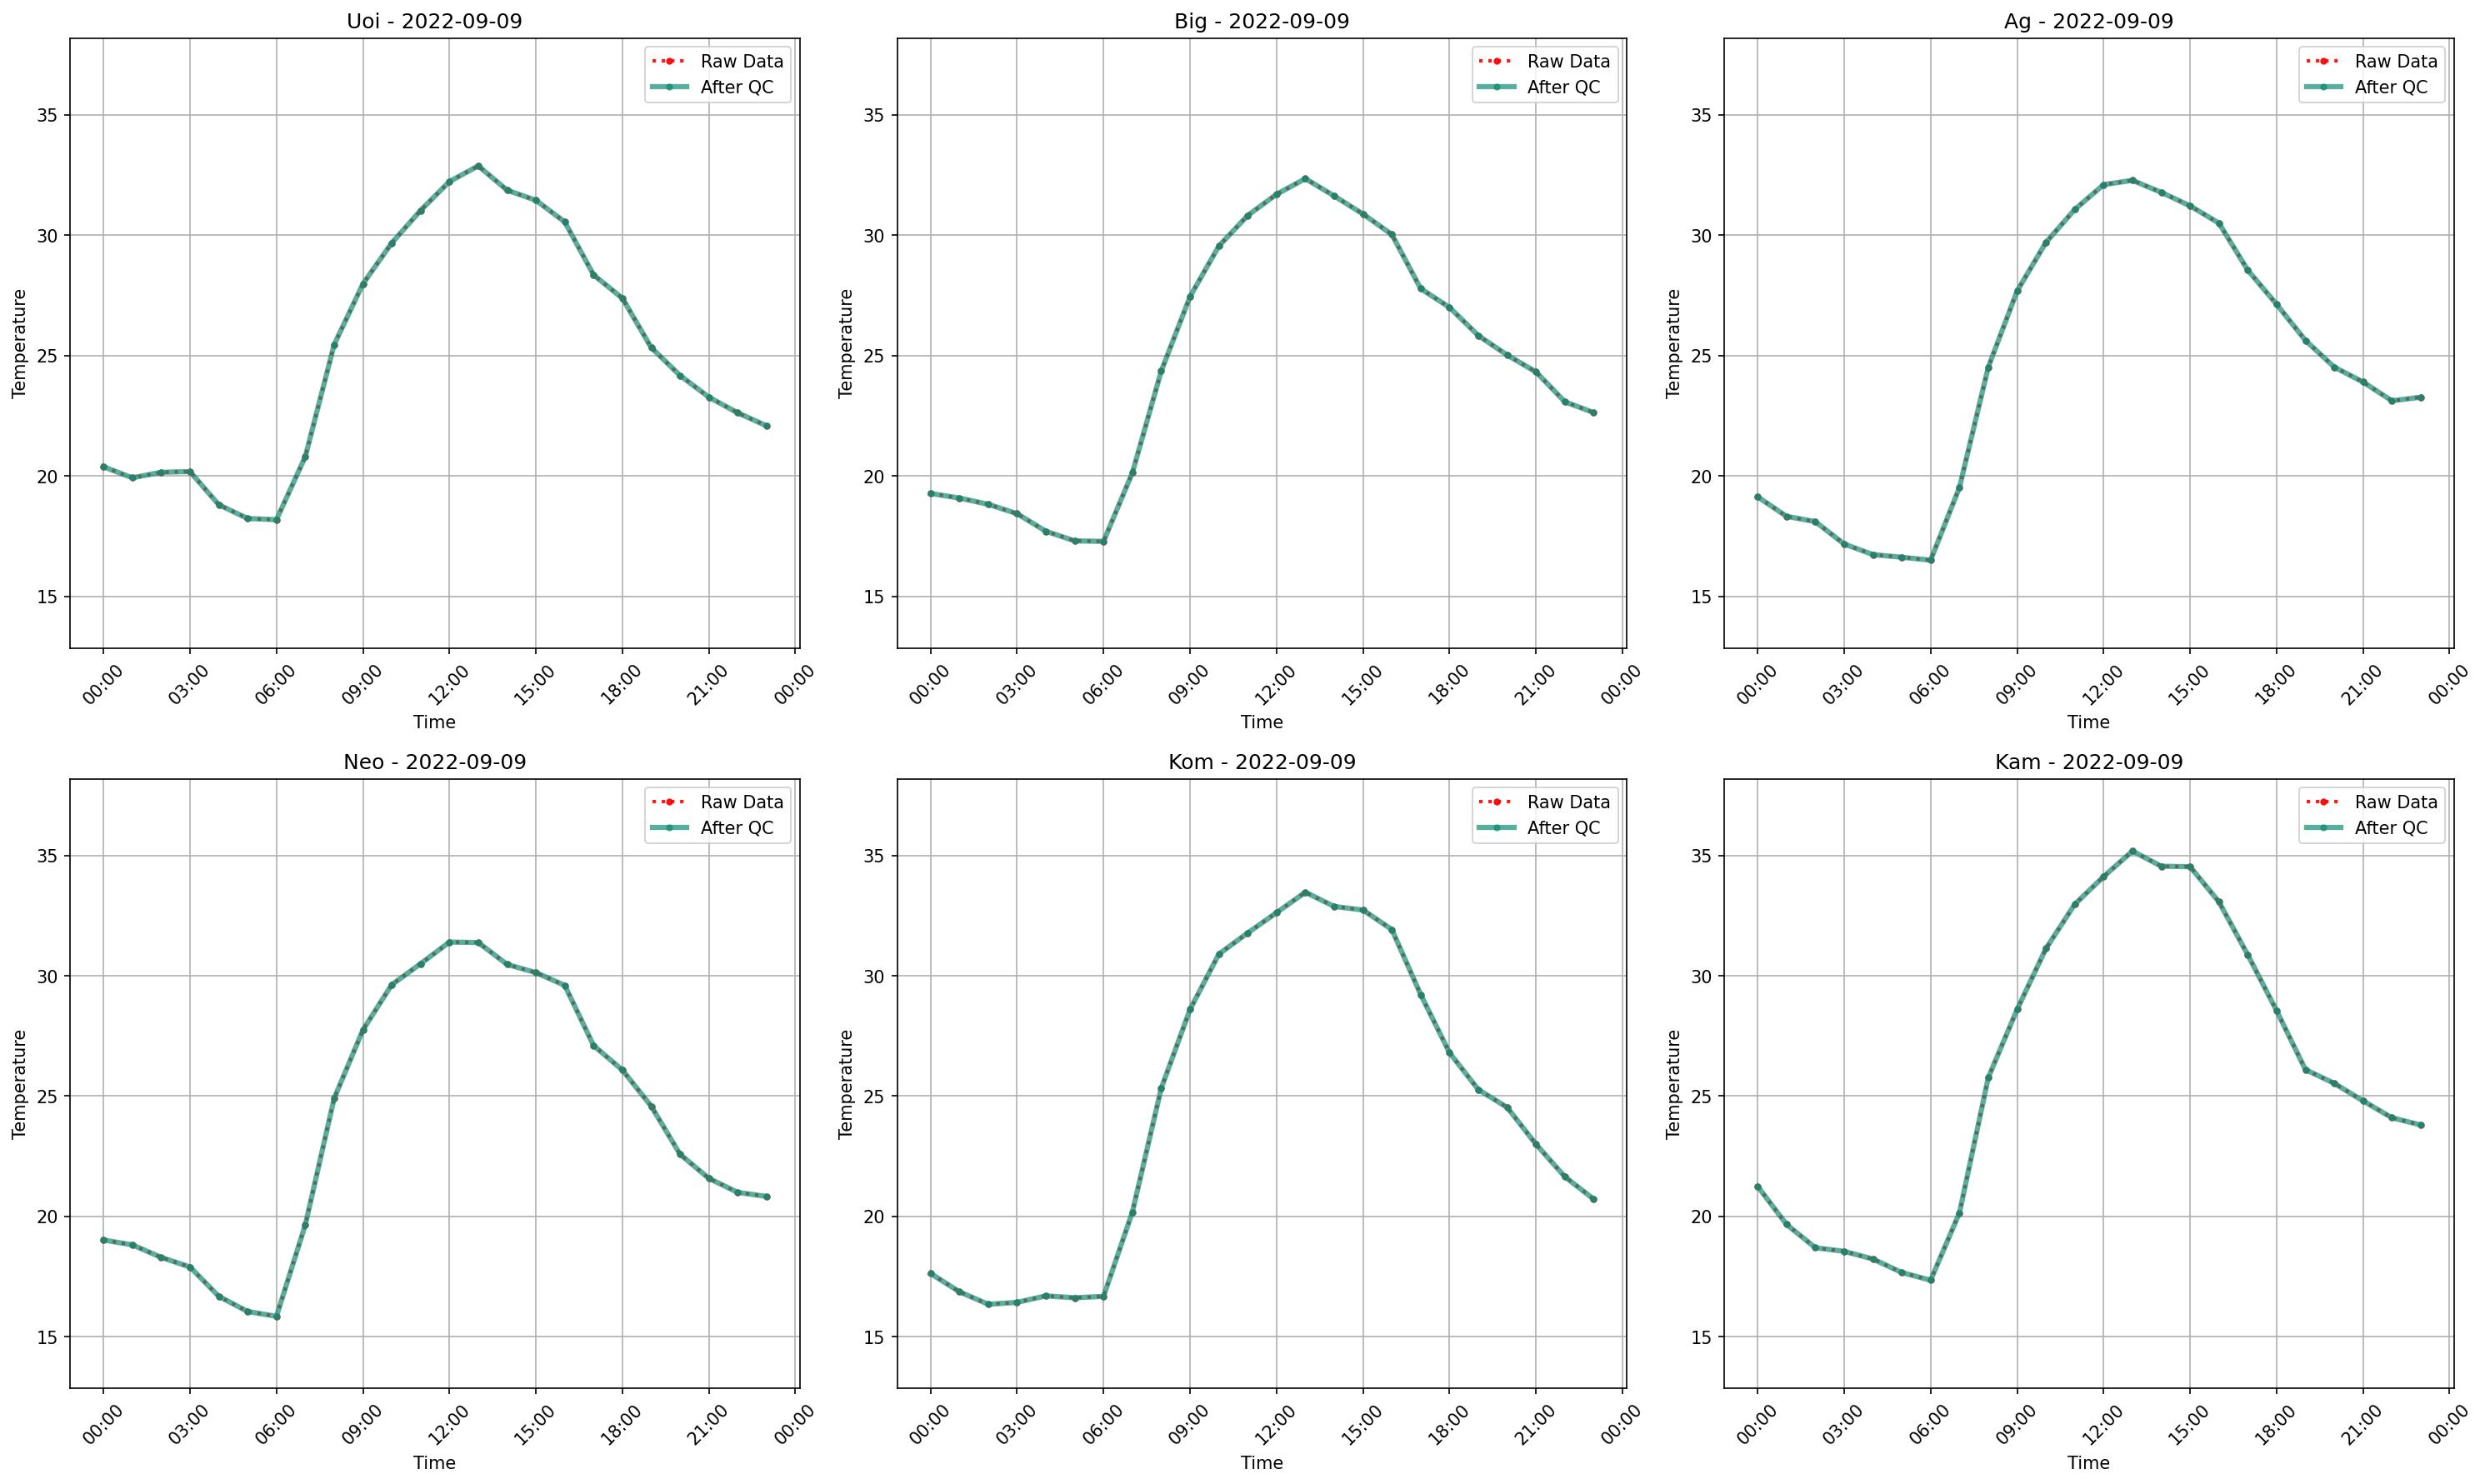 Uoi - 2022-09-09
Raw Data
After QC
35
30
25
20
15
Temperature
00:00
03:00
06:00
09:00
12:00
15:00
18:00
21:00
00:00
Time
Big - 2022-09-09
Raw Data
After QC
35
30
25
20
15
Temperature
00:00
03:00
06:00
09:00
12:00
15:00
18:00
21:00
00:00
Time
Ag - 2022-09-09
Raw Data
After QC
35
30
25
20
15
Temperature
00:00
03:00
06:00
09:00
12:00
15:00
18:00
21:00
00:00
Time
Neo - 2022-09-09
Raw Data
After QC
35
30
25
20
15
Temperature
00:00
03:00
06:00
09:00
12:00
15:00
18:00
21:00
00:00
Time
Kom - 2022-09-09
Raw Data
After QC
35
30
25
20
15
Temperature
00:00
03:00
06:00
09:00
12:00
15:00
18:00
21:00
00:00
Time
Kam - 2022-09-09
Raw Data
After QC
35
30
25
20
15
Temperature
00:00
03:00
06:00
09:00
12:00
15:00
18:00
21:00
00:00
Time